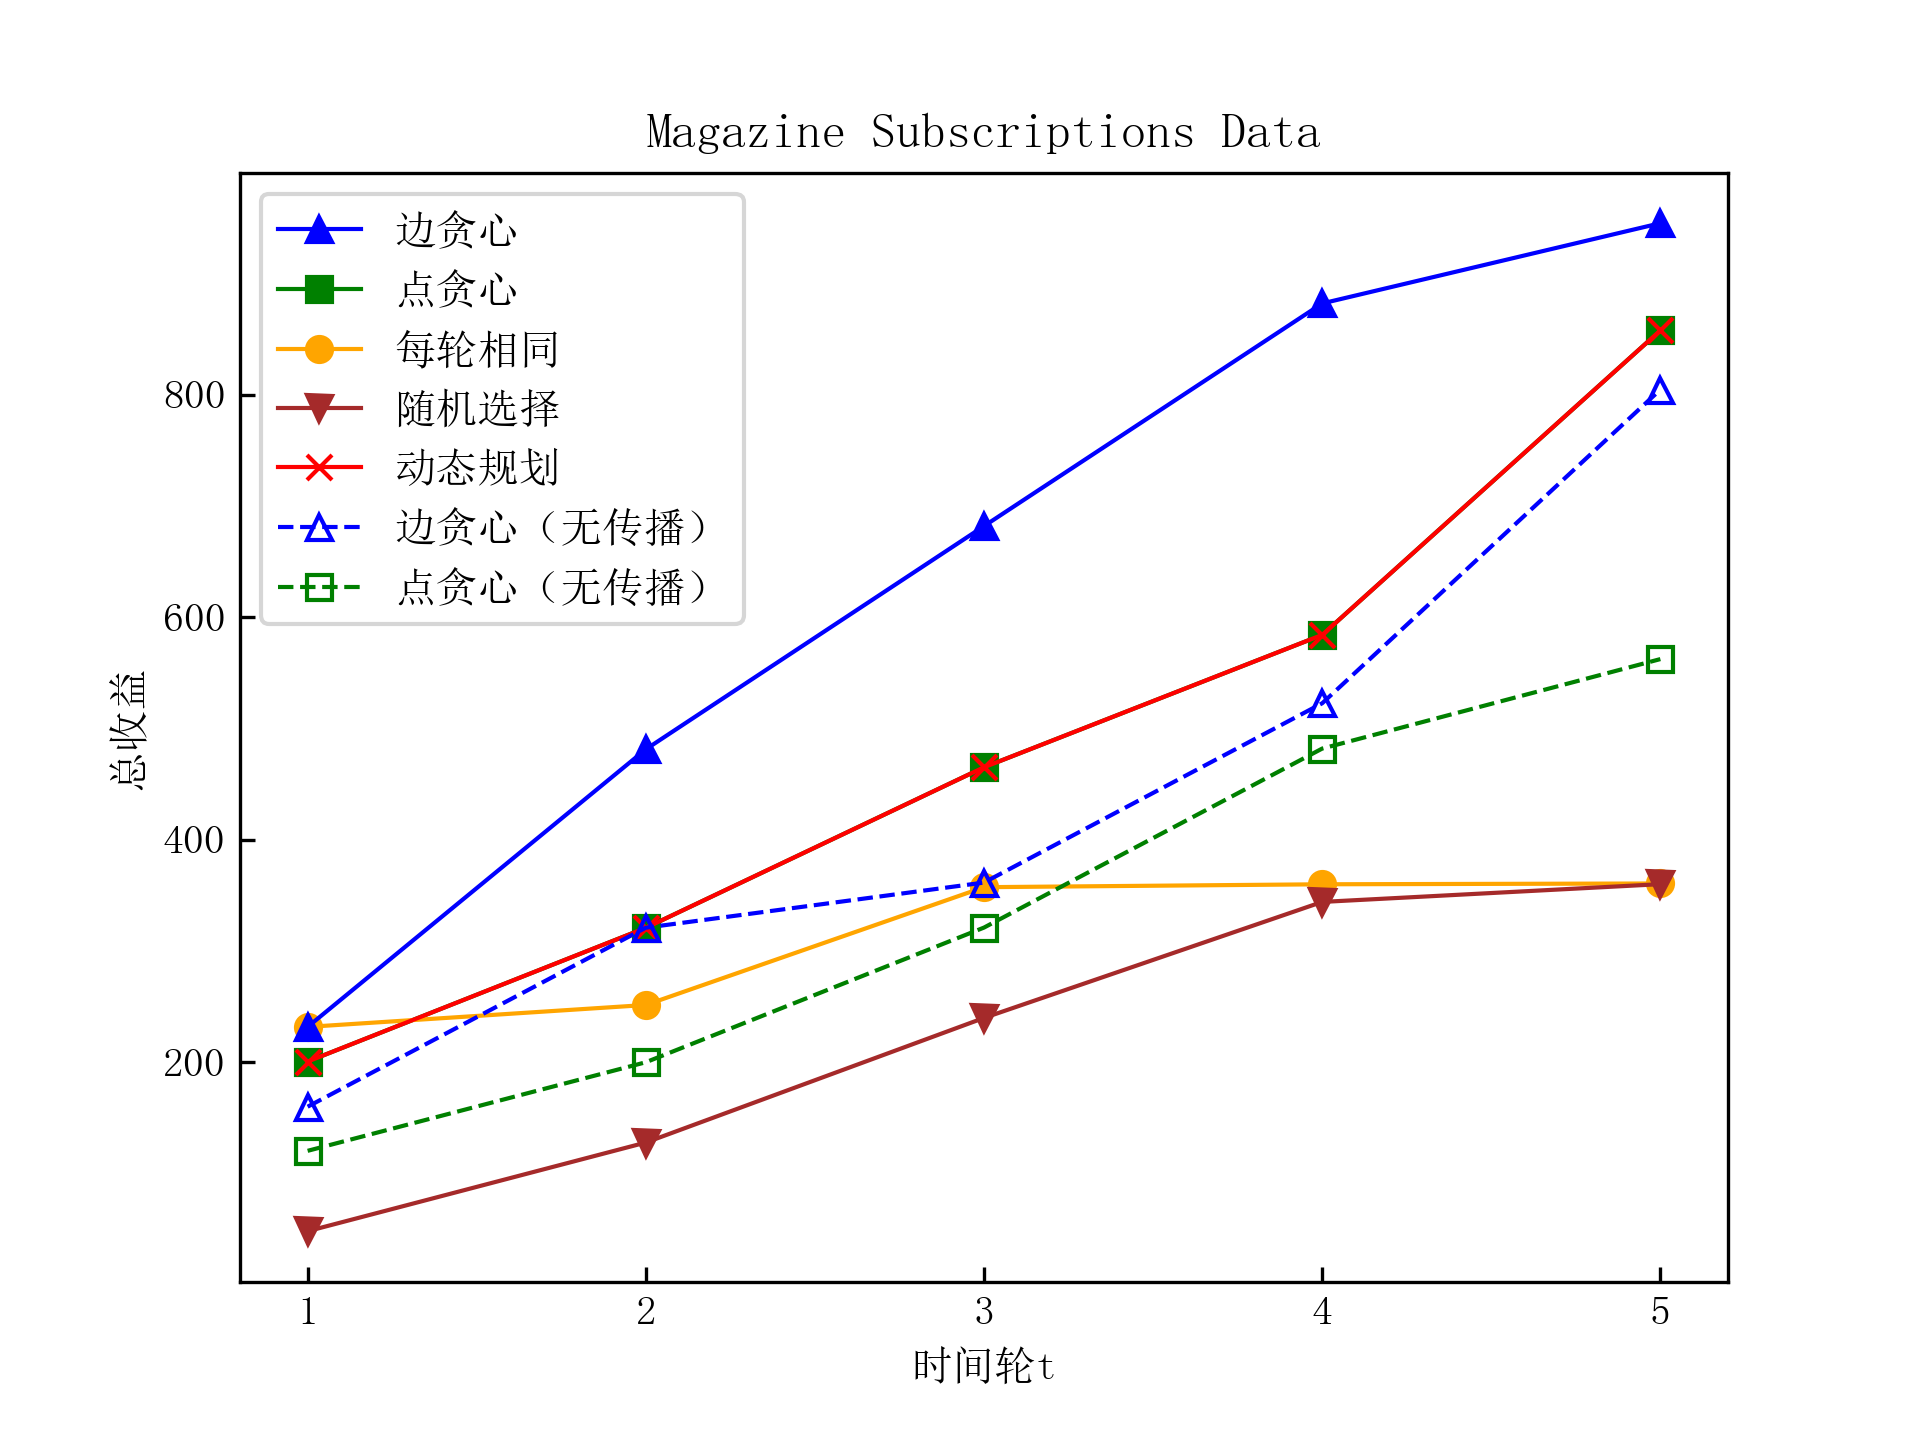 Magazine Subscriptions Data
边贪心
点贪心
每轮相同
随机选择
动态规划
边贪心（无传播）
点贪心（无传播）
800
600
400
200
总收益
1 2 3 4 5
时间轮t